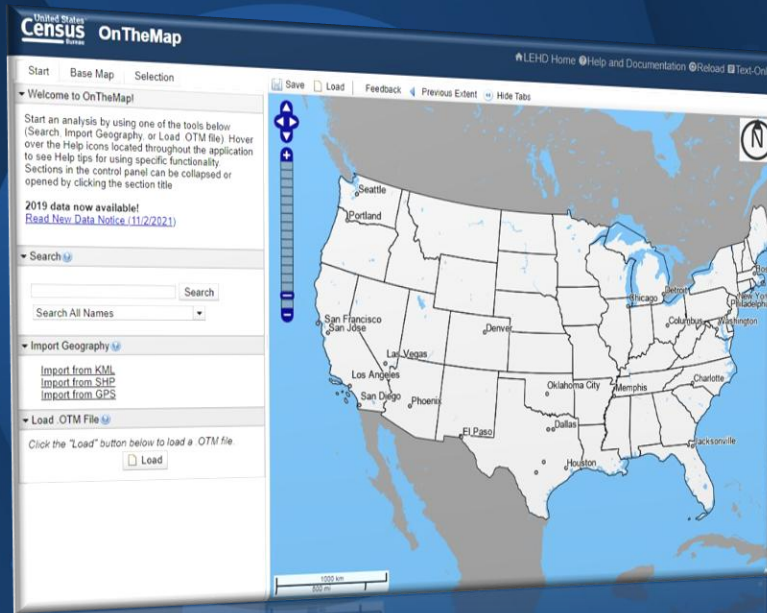 United States
Census
Bureau
OnTheMap
LEHD Home Help and Documentation Reload Text-Onl
Start Base Map Selection
Save Load Feedback Previous Extent Hide Tabs
Welcome to OnTheMap!
Start an analysis by using one of the tools below
(Search, Import Geography, or Load .OTM file). Hover
over the Help icons located throughout the application
to see Help tips for using specific functionality.
Sections in the control panel can be collapsed or
opened by clicking the section title
2019 data now available!
Read New Data Notice (11/2/2021)
Search
Search
Search All Names
Import Geography
Import from KML
Import from SHP
Import from GPS
Load .OTM File
Click the "Load" button below to load a .OTM file.
Load
N
Seattle
Portland
San Francisco
San Jose
Las Vegas
Los Angeles
San Diego
Phoenix
Denver
El Paso
Oklahoma City
Dallas
Houston
Memphis
Chicago
Detroit
Columbus
Washington
Charlotte
Jacksonville
Bos
New York
Philadelphia
1000 km
500 mi